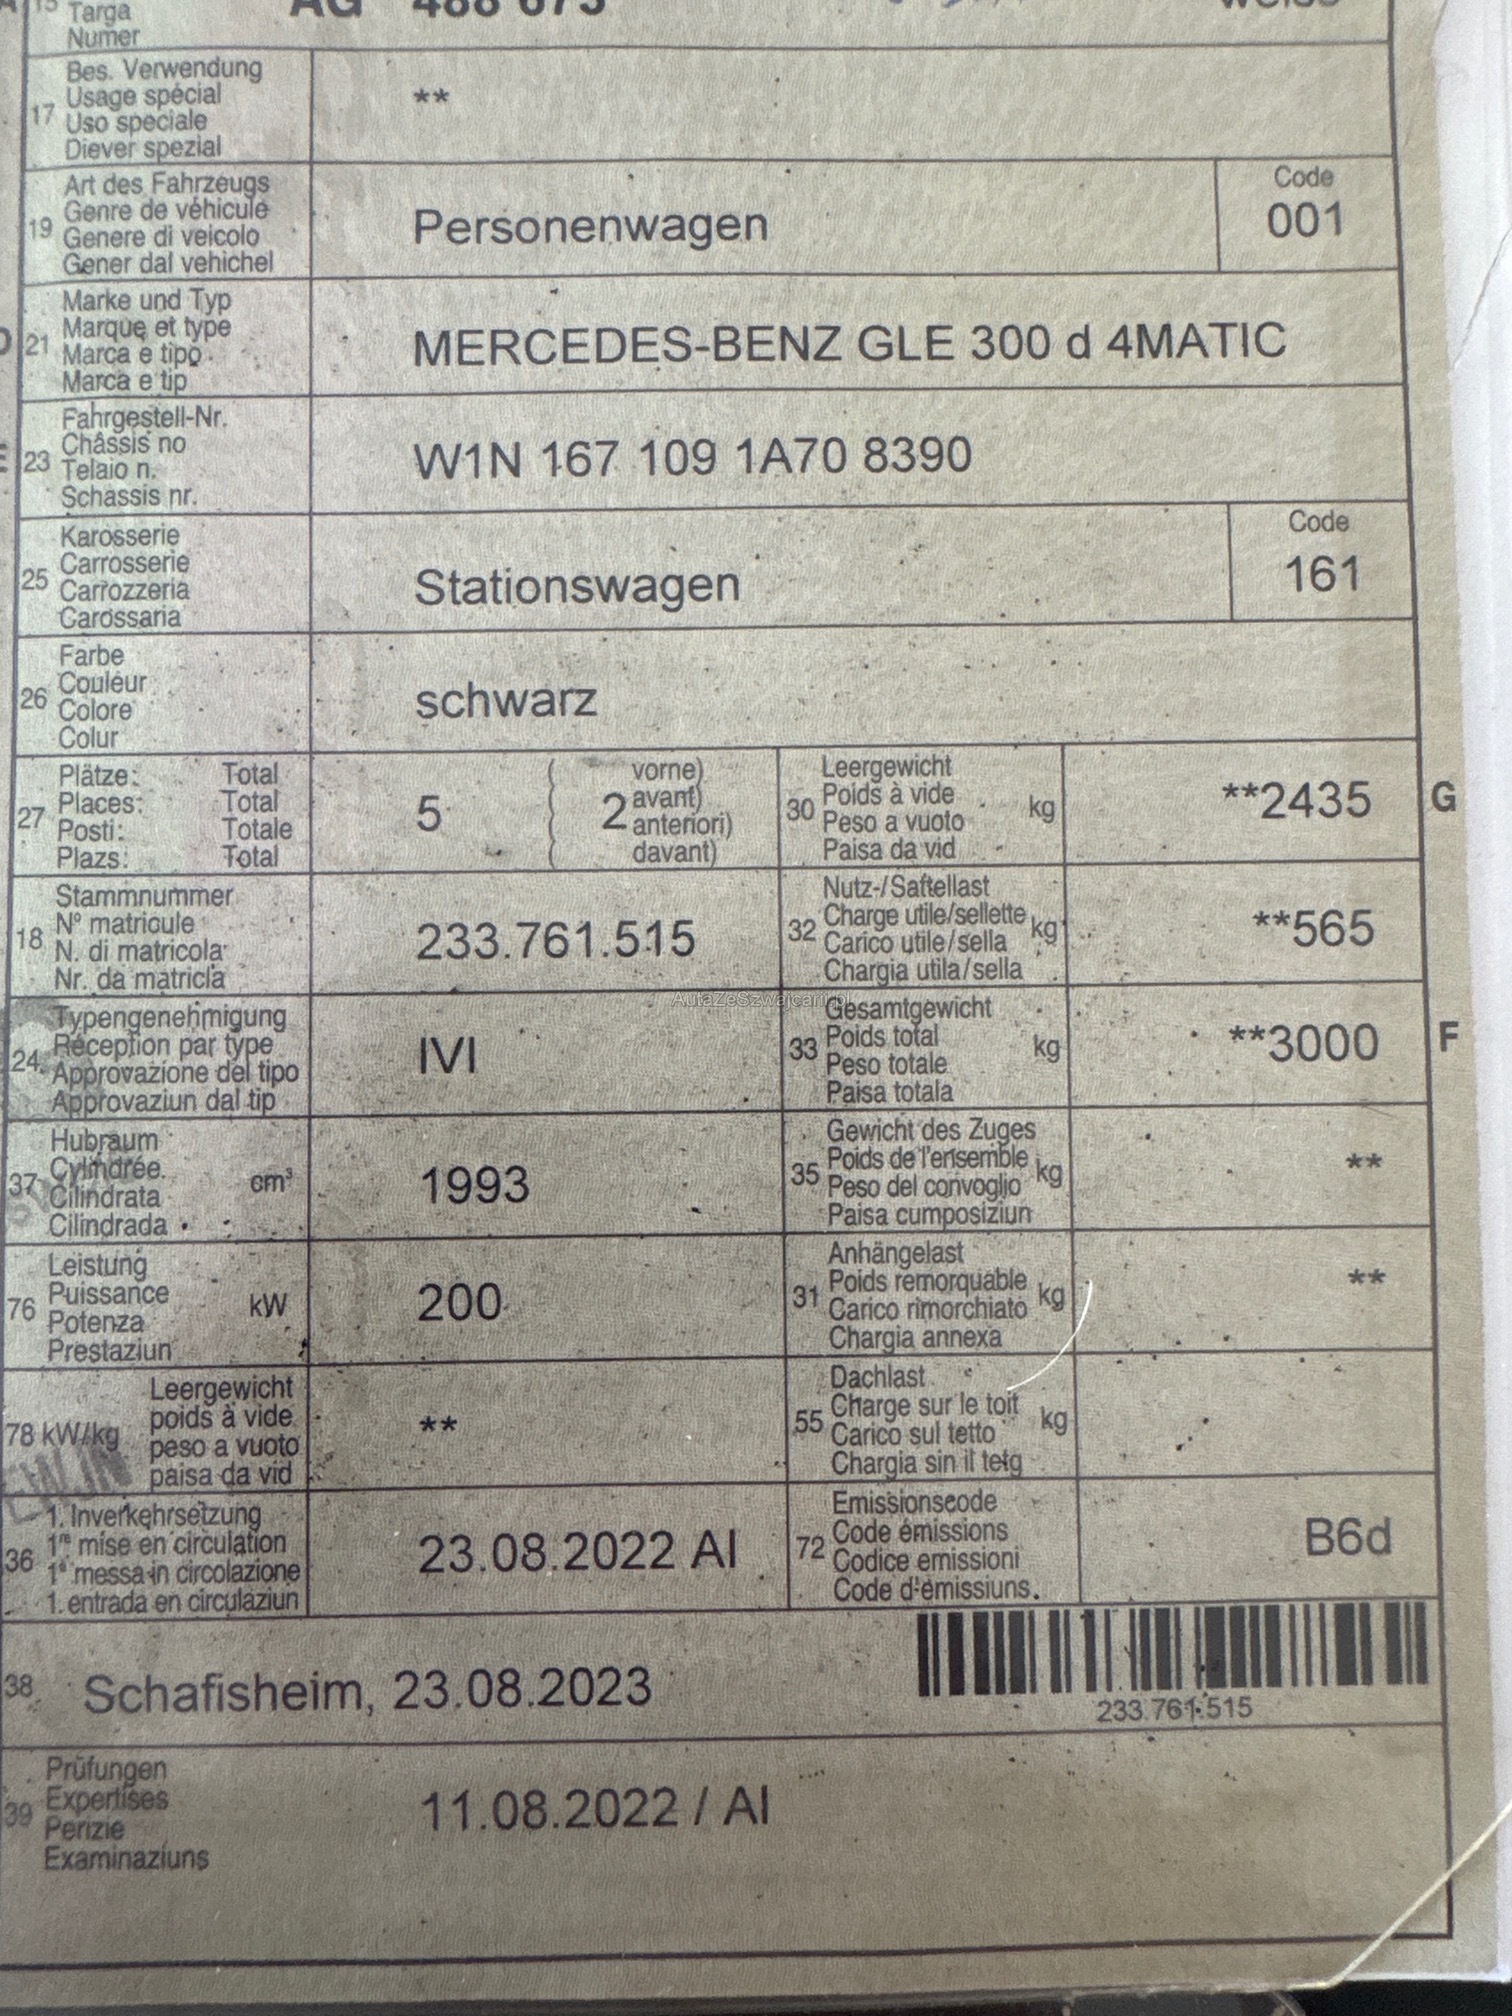 15 Targa
Numer
AG 488 673
17 Bes. Verwendung
Usage spécial
Uso speciale
Diever spezial
**
19 Art des Fahrzeugs
Genre de véhicule
Genere di veicolo
Gener dal vehichel
Personenwagen
Code
001
21 Marke und Typ
Marque et type
Marca e tipo
Marca e tip
MERCEDES-BENZ GLE 300 d 4MATIC
23 Fahrgestell-Nr.
Châssis no
Telaio n.
Schassis nr.
W1N 167 109 1A70 8390
25 Karosserie
Carrosserie
Carrozzeria
Carossaria
Stationswagen
Code
161
26 Farbe
Couleur
Colore
Colur
schwarz
27 Plätze: Total
Places: Total
Posti: Totale
Plazs: Total
5
( 2 vorne)
( avant)
( anteriori)
( davant)
30 Leergewicht
Poids à vide
Peso a vuoto
Paisa da vid
kg
**2435
G
18 Stammnummer
Nº matricule
N. di matricola
Nr. da matricla
233.761.515
32 Nutz-/Sattellast
Charge utile/sellette
Carico utile/sella
Chargia utila/sella
kg
**565
AutaZeSzwajcarii.pl
24 Typengenehmigung
Réception par type
Approvazione del tipo
Approvaziun dal tip
IVI
33 Gesamtgewicht
Poids total
Peso totale
Paisa totala
kg
**3000
F
37 Hubraum
Cylindrée
Cilindrata
Cilindrada
cm³
1993
35 Gewicht des Zuges
Poids de l'ensemble
Peso del convoglio
Paisa cumposiziun
kg
**
76 Leistung
Puissance
Potenza
Prestaziun
kW
200
31 Anhängelast
Poids remorquable
Carico rimorchiato
Chargia annexa
kg
**
78 kW/kg
Leergewicht
poids à vide
peso a vuoto
paisa da vid
**
55 Dachlast
Charge sur le toit
Carico sul tetto
Chargia sin il tetg
kg
36 1. Inverkehrsetzung
1re mise en circulation
1a messa in circolazione
1. entrada en circulaziun
23.08.2022 AI
72 Emissionscode
Code émissions
Codice emissioni
Code d'emissiuns
B6d
38 Schafisheim, 23.08.2023
233.761.515
39 Prüfungen
Expertises
Perizie
Examinaziuns
11.08.2022 / AI